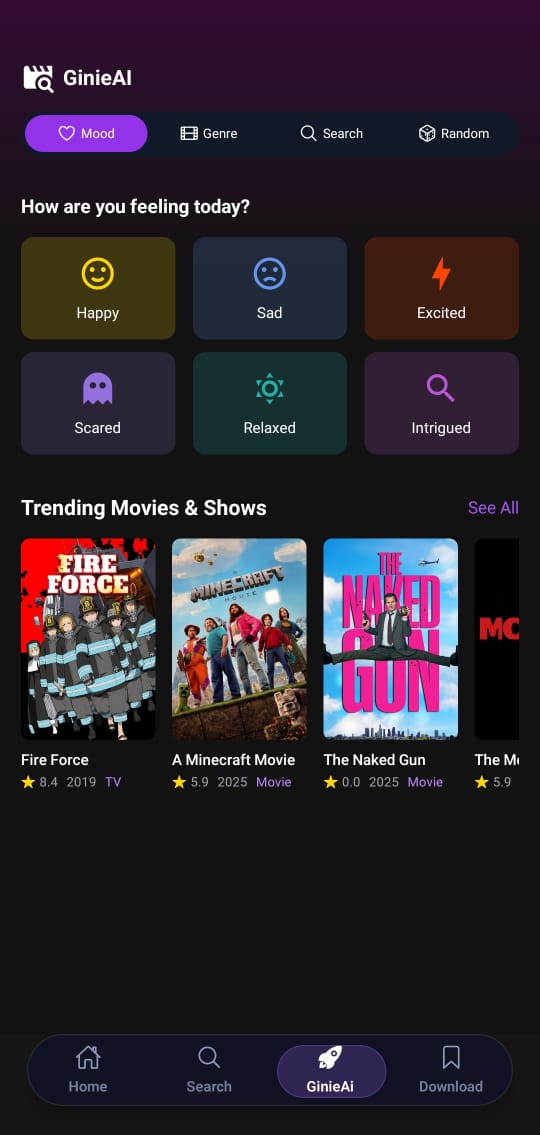 GinieAI
Mood Genre Search Random
How are you feeling today?
Happy Sad Excited
Scared Relaxed Intrigued
Trending Movies & Shows See All
FIRE
FORCE
A
MINECRAFT
MOVIE
THE
NAKED
GUN
MO
Fire Force A Minecraft Movie The Naked Gun The Mo
8.4 2019 TV 5.9 2025 Movie 0.0 2025 Movie 5.9
Home Search GinieAi Download